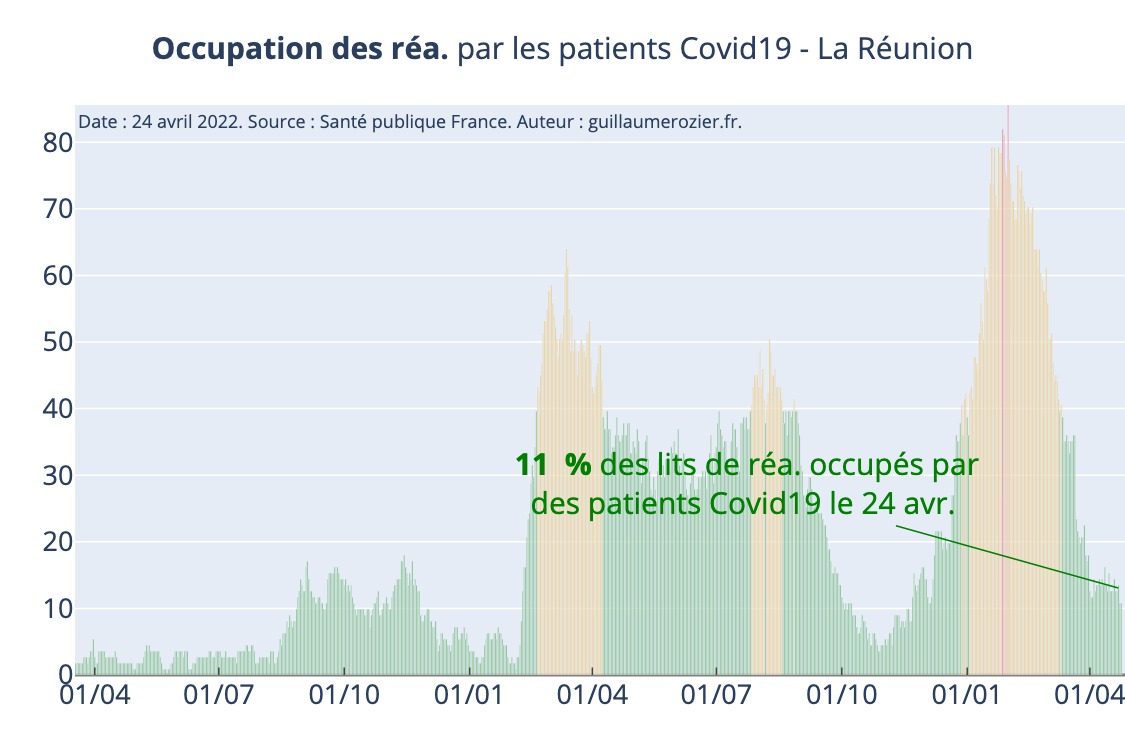 Occupation des réa. par les patients Covid19 - La Réunion
Date : 24 avril 2022. Source : Santé publique France. Auteur : guillaumerozier.fr.
80
70
60
50
40
30
20
10
0
11 % des lits de réa. occupés par
des patients Covid19 le 24 avr.
01/04 01/07 01/10 01/01 01/04 01/07 01/10 01/01 01/04